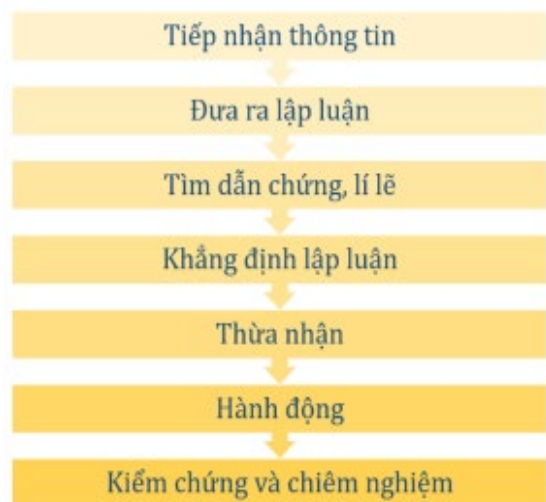 Tiếp nhận thông tin
Đưa ra lập luận
Tìm dẫn chứng, lí lẽ
Khẳng định lập luận
Thừa nhận
Hành động
Kiểm chứng và chiêm nghiệm